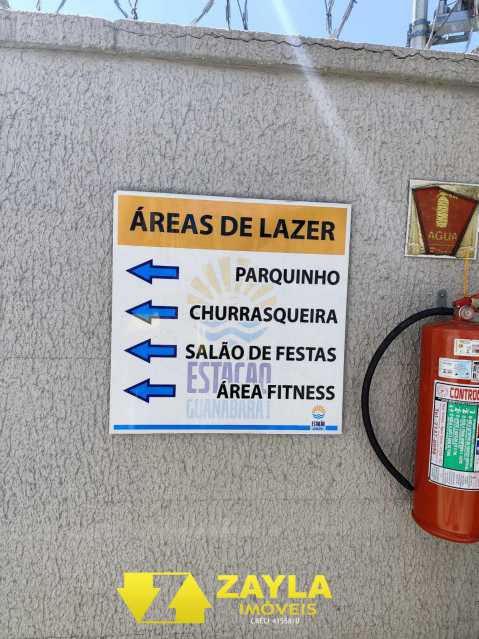 ÁREAS DE LAZER
PARQUINHO
CHURRASQUEIRA
SALÃO DE FESTAS
ÁREA FITNESS
ESTAÇÃO
GUANABARA I
ÁGUA
ZAYLA
IMÓVEIS